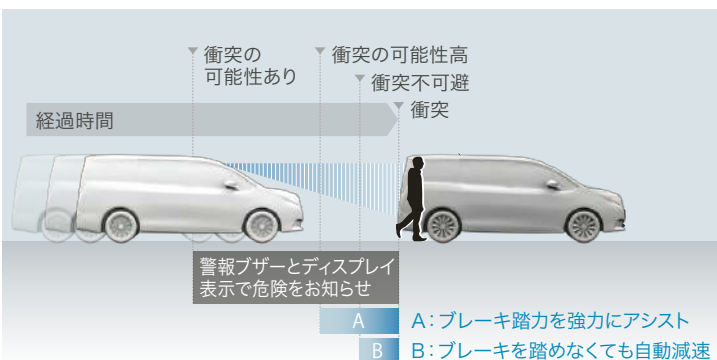 衝突の
可能性あり
衝突の可能性高
衝突不可避
衝突
経過時間
警報ブザーとディスプレイ
表示で危険をお知らせ
A
A：ブレーキ踏力を強力にアシスト
B
B：ブレーキを踏めなくても自動減速